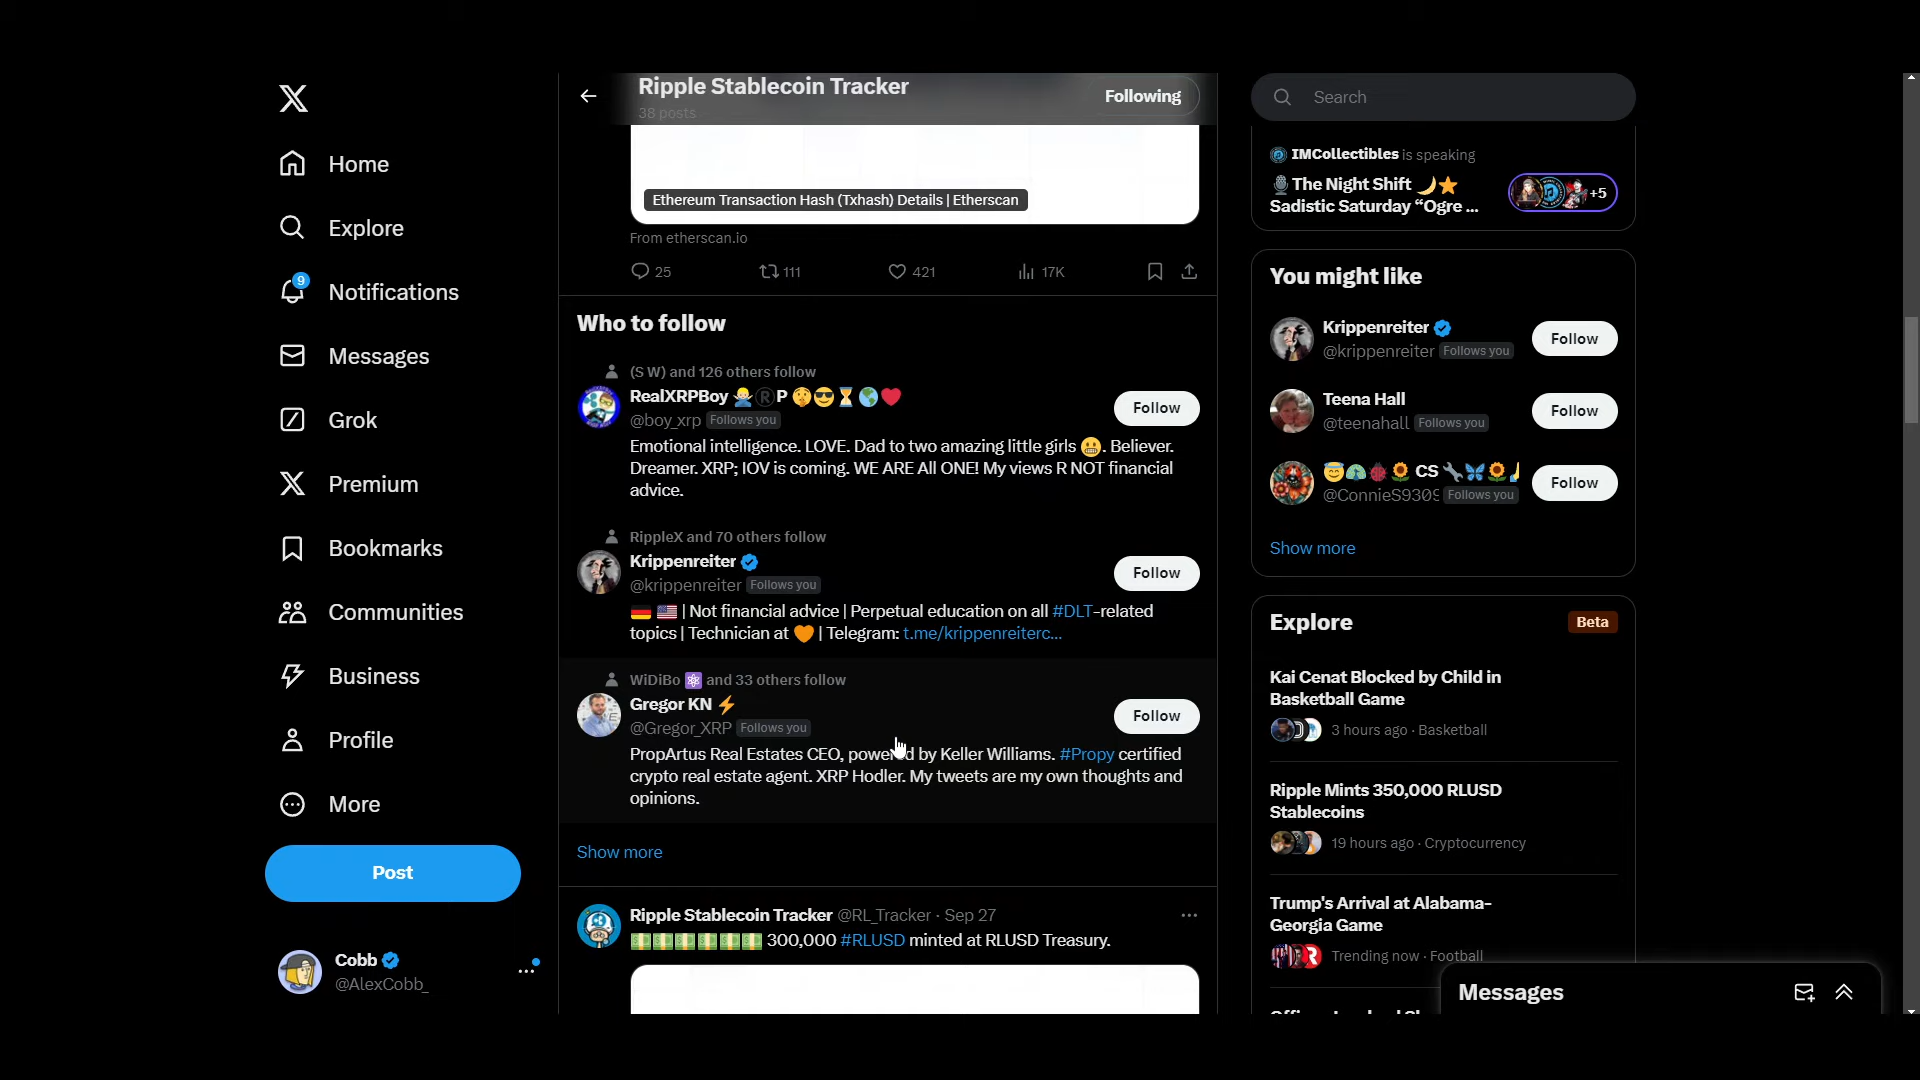 Home
Explore
9
Notifications
Messages
Grok
Premium
Bookmarks
Communities
Business
Profile
More
Post
Cobb
@AlexCobb_
Ripple Stablecoin Tracker
38 posts
Following
Ethereum Transaction Hash (Txhash) Details | Etherscan
From etherscan.io
25
111
421
17K
Who to follow
(S W) and 126 others follow
RealXRPBoy 🙅‍♂️®️P 🤫😎⏳🌎❤️
@boy_xrp Follows you
Follow
Emotional intelligence. LOVE. Dad to two amazing little girls 😬. Believer.
Dreamer. XRP; IOV is coming. WE ARE All ONE! My views R NOT financial
advice.
RippleX and 70 others follow
Krippenreiter
@krippenreiter Follows you
Follow
🇩🇪 🇺🇸 | Not financial advice | Perpetual education on all #DLT-related
topics | Technician at 🧡 | Telegram: t.me/krippenreiterc...
WiDiBo ⚛️ and 33 others follow
Gregor KN ⚡
@Gregor_XRP Follows you
Follow
PropArtus Real Estates CEO, powered by Keller Williams. #Propy certified
crypto real estate agent. XRP Hodler. My tweets are my own thoughts and
opinions.
Show more
Ripple Stablecoin Tracker @RL_Tracker · Sep 27
💵💵💵💵💵💵 300,000 #RLUSD minted at RLUSD Treasury.
Search
IMCollectibles is speaking
🎙️The Night Shift 🌙⭐
Sadistic Saturday “Ogre ...
+5
You might like
Krippenreiter
@krippenreiter Follows you
Follow
Teena Hall
@teenahall Follows you
Follow
CS
@ConnieS9309 Follows you
Follow
Show more
Explore
Beta
Kai Cenat Blocked by Child in
Basketball Game
3 hours ago · Basketball
Ripple Mints 350,000 RLUSD
Stablecoins
19 hours ago · Cryptocurrency
Trump's Arrival at Alabama-
Georgia Game
Trending now · Football
Messages